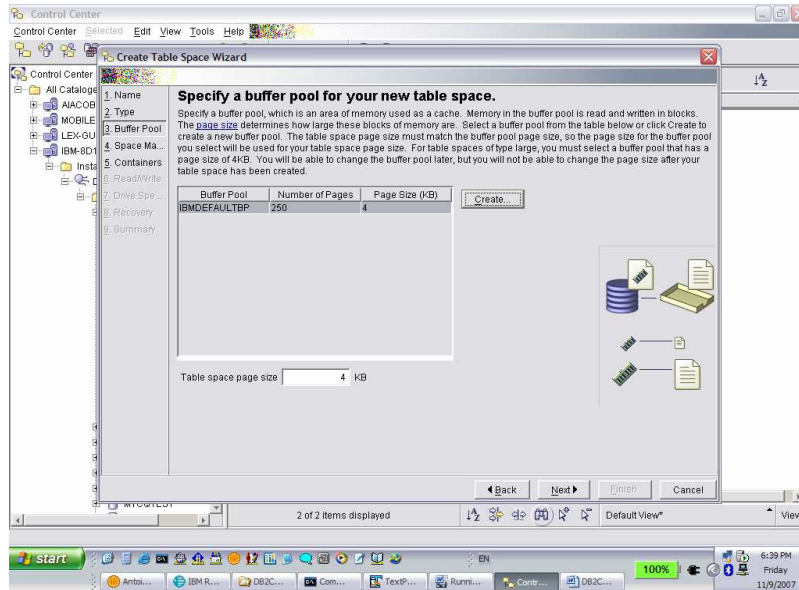 Control Center
Control Center Selected Edit View Tools Help
Create Table Space Wizard
Control Center
All Cataloge
AIACOB
MOBILE
LEX-GU
IBM-8D1
Insta
1. Name
2. Type
3. Buffer Pool
4. Space Ma...
5. Containers
6. Read/Write
7. Drive Spe...
8. Recovery
9. Summary
Specify a buffer pool for your new table space.
Specify a buffer pool, which is an area of memory used as a cache. Memory in the buffer pool is read and written in blocks.
The page size determines how large these blocks of memory are. Select a buffer pool from the table below or click Create to
create a new buffer pool. The table space page size must match the buffer pool page size, so the page size for the buffer pool
you select will be used for your table space page size. For table spaces of type large, you must select a buffer pool that has a
page size of 4KB. You will be able to change the buffer pool later, but you will not be able to change the page size after your
table space has been created.
Buffer Pool Number of Pages Page Size (KB)
IBMDEFAULTBP 250 4
Create...
Table space page size 4 KB
Back Next Finish Cancel
2 of 2 items displayed
Default View*
View
start
EN
100%
6:39 PM
Friday
11/9/2007
Antoi... IBM R... DB2C... Com... TextP... Runni... Contr... DB2C...